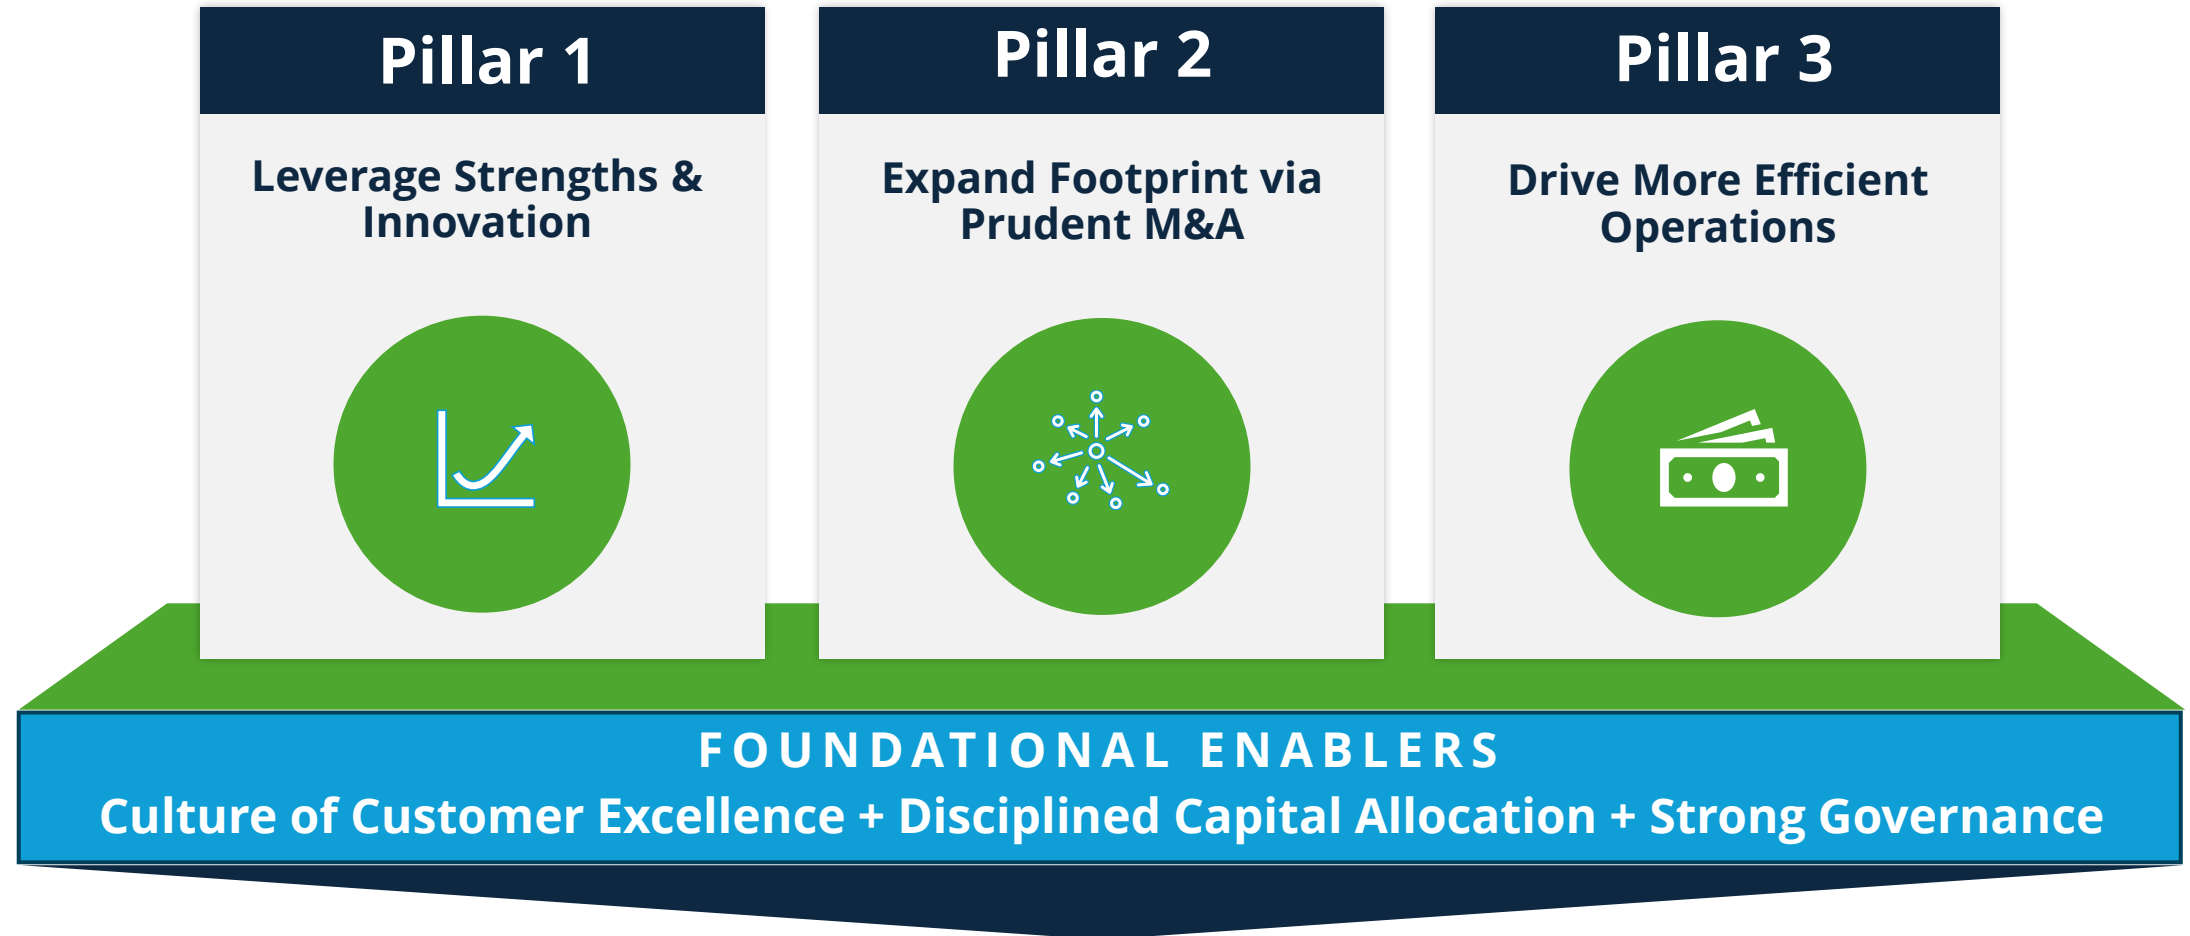 Pillar 1
Leverage Strengths &
Innovation
Pillar 2
Expand Footprint via
Prudent M&A
Pillar 3
Drive More Efficient
Operations
FOUNDATIONAL ENABLERS
Culture of Customer Excellence + Disciplined Capital Allocation + Strong Governance